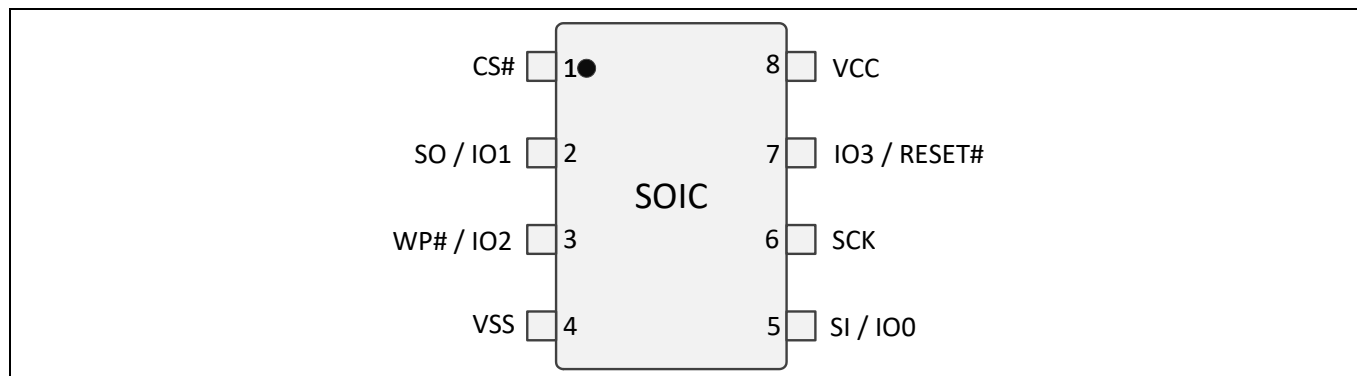 CS# 1 8 VCC
SO / IO1 2 7 IO3 / RESET#
SOIC
WP# / IO2 3 6 SCK
VSS 4 5 SI / IO0